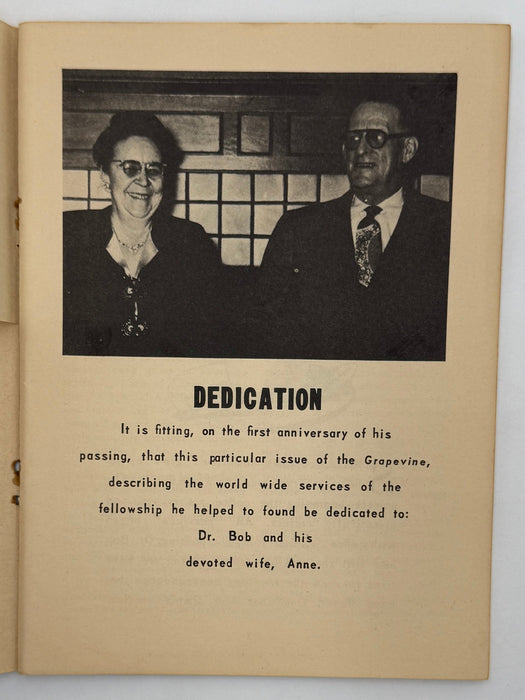 DEDICATION
It is fitting, on the first anniversary of his
passing, that this particular issue of the Grapevine,
describing the world wide services of the
fellowship he helped to found be dedicated to:
Dr. Bob and his
devoted wife, Anne.